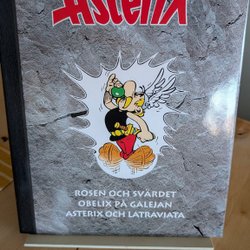 Asterix
ROSEN OCH SVÄRDET
OBELIX PÅ GALEJAN
ASTERIX OCH LATRAVIATA